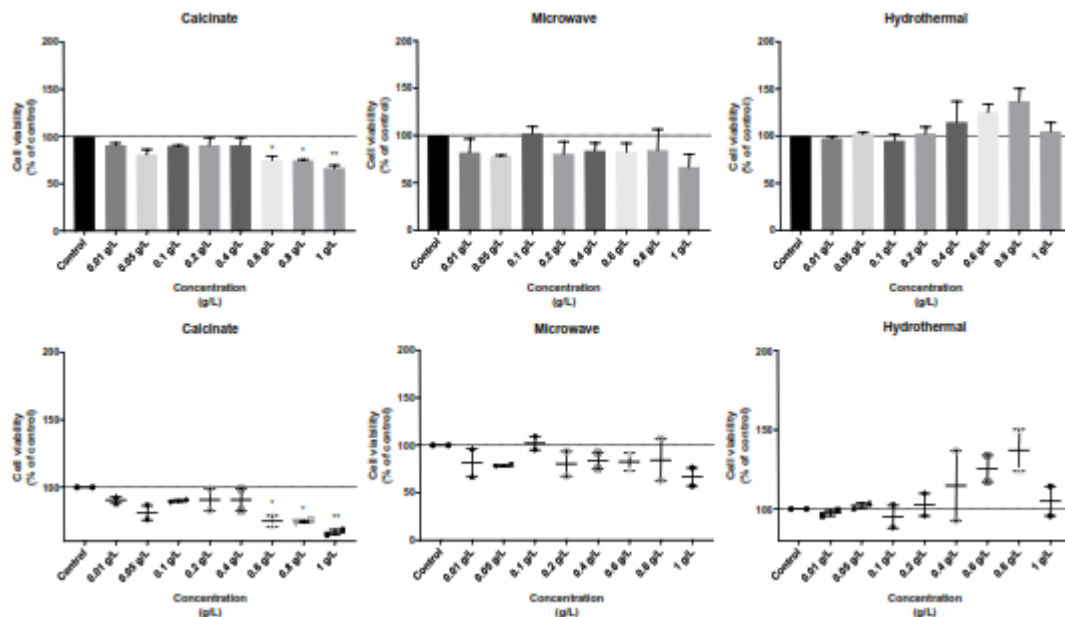 Calcinate
Cell viability
(% of control)
200
150
100
50
0
*
*
**
Control
0.01 g/L
0.05 g/L
0.1 g/L
0.2 g/L
0.4 g/L
0.6 g/L
0.8 g/L
1 g/L
Concentration
(g/L)
Microwave
Cell viability
(% of control)
200
150
100
50
0
Control
0.01 g/L
0.05 g/L
0.1 g/L
0.2 g/L
0.4 g/L
0.6 g/L
0.8 g/L
1 g/L
Concentration
(g/L)
Hydrothermal
Cell viability
(% of control)
200
150
100
50
0
Control
0.01 g/L
0.05 g/L
0.1 g/L
0.2 g/L
0.4 g/L
0.6 g/L
0.8 g/L
1 g/L
Concentration
(g/L)
Calcinate
Cell viability
(% of control)
200
150
100
*
*
**
Control
0.01 g/L
0.05 g/L
0.1 g/L
0.2 g/L
0.4 g/L
0.6 g/L
0.8 g/L
1 g/L
Concentration
(g/L)
Microwave
Cell viability
(% of control)
200
150
100
50
0
Control
0.01 g/L
0.05 g/L
0.1 g/L
0.2 g/L
0.4 g/L
0.6 g/L
0.8 g/L
1 g/L
Concentration
(g/L)
Hydrothermal
Cell viability
(% of control)
200
150
100
Control
0.01 g/L
0.05 g/L
0.1 g/L
0.2 g/L
0.4 g/L
0.6 g/L
0.8 g/L
1 g/L
Concentration
(g/L)